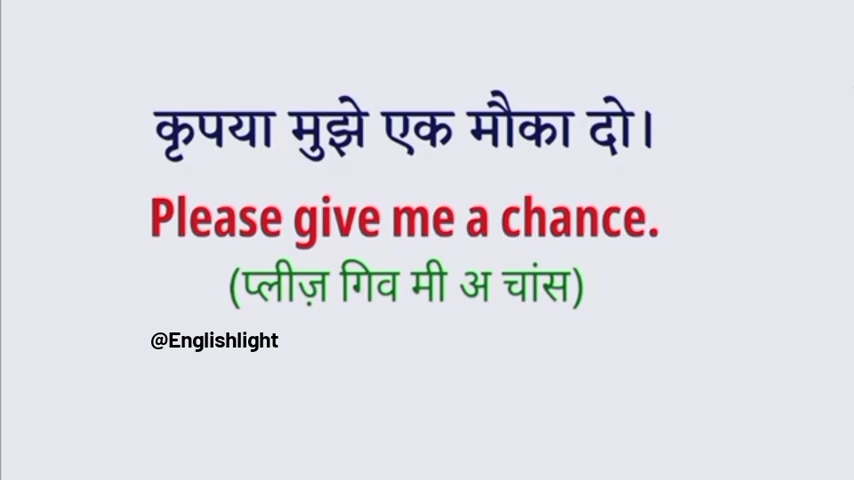 कृपया मुझे एक मौका दो।
Please give me a chance.
(प्लीज़ गिव मी अ चांस)
@Englishlight